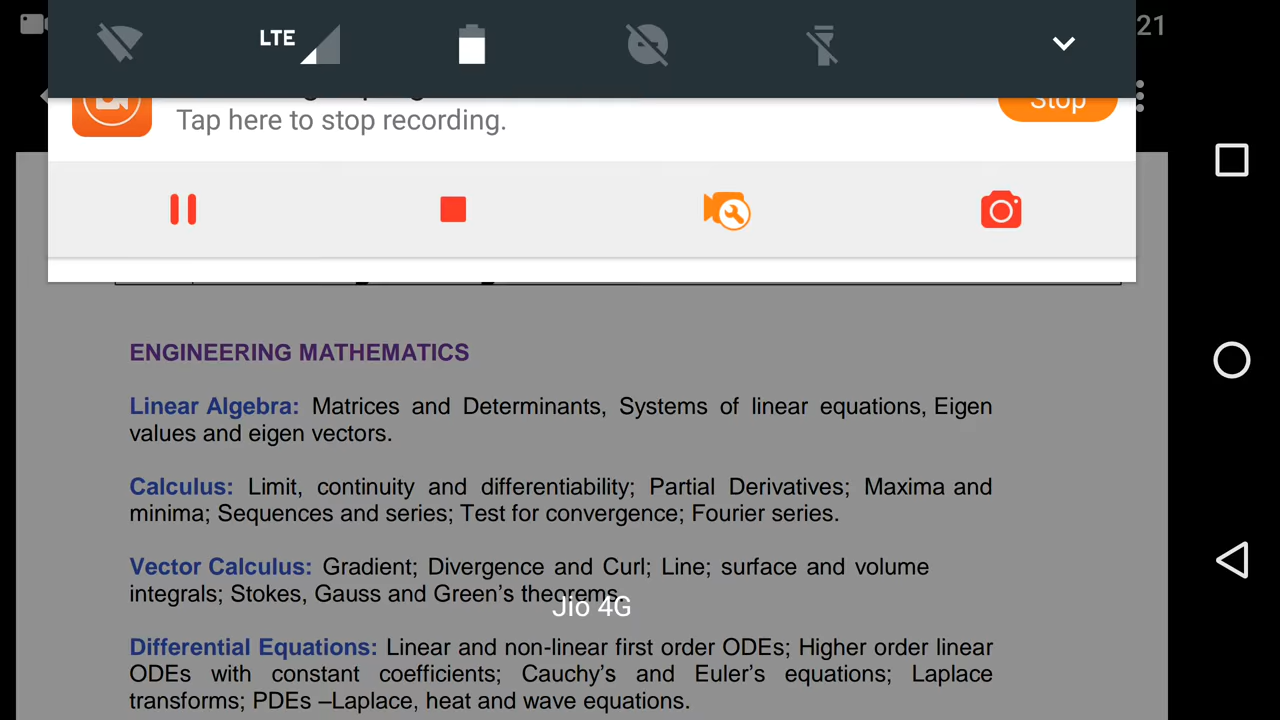 21
LTE
Tap here to stop recording.
Stop
ENGINEERING MATHEMATICS
Linear Algebra: Matrices and Determinants, Systems of linear equations, Eigen
values and eigen vectors.
Calculus: Limit, continuity and differentiability; Partial Derivatives; Maxima and
minima; Sequences and series; Test for convergence; Fourier series.
Vector Calculus: Gradient; Divergence and Curl; Line; surface and volume
integrals; Stokes, Gauss and Green's theorems.
Jio 4G
Differential Equations: Linear and non-linear first order ODEs; Higher order linear
ODEs with constant coefficients; Cauchy's and Euler's equations; Laplace
transforms; PDEs –Laplace, heat and wave equations.